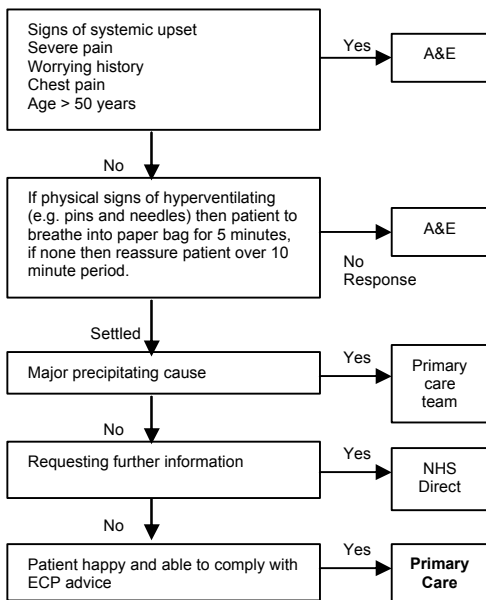 Signs of systemic upset
Severe pain
Worrying history
Chest pain
Age > 50 years
Yes
A&E
No
If physical signs of hyperventilating
(e.g. pins and needles) then patient to
breathe into paper bag for 5 minutes,
if none then reassure patient over 10
minute period.
A&E
No
Response
Settled
Major precipitating cause
Yes
Primary
care
team
No
Requesting further information
Yes
NHS
Direct
No
Patient happy and able to comply with
ECP advice
Yes
Primary
Care